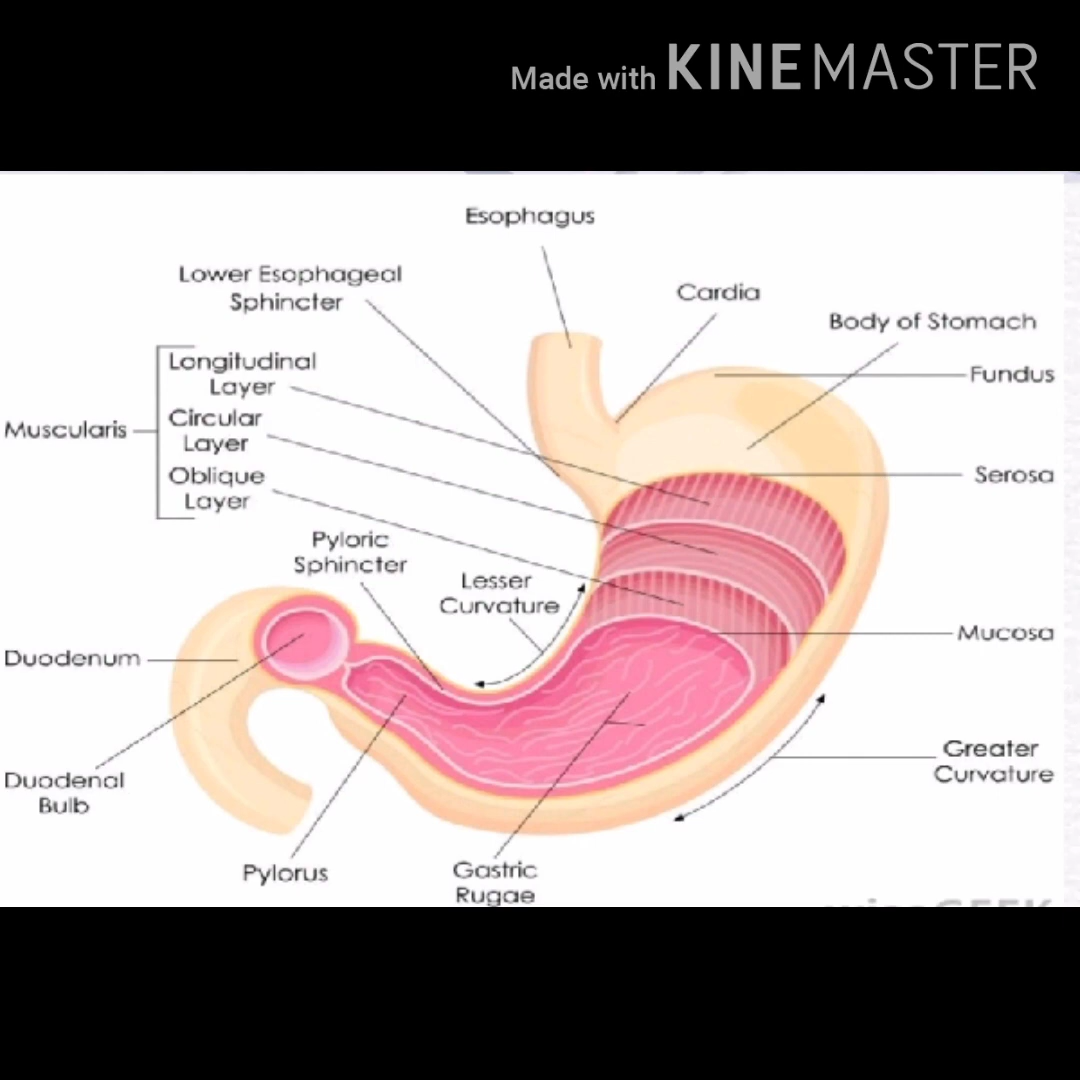 Made with KINEMASTER
Esophagus
Lower Esophageal
Sphincter
Cardia
Body of Stomach
Longitudinal
Layer
Fundus
Muscularis
Circular
Layer
Serosa
Oblique
Layer
Pyloric
Sphincter
Lesser
Curvature
Mucosa
Duodenum
Greater
Curvature
Duodenal
Bulb
Pylorus
Gastric
Rugae